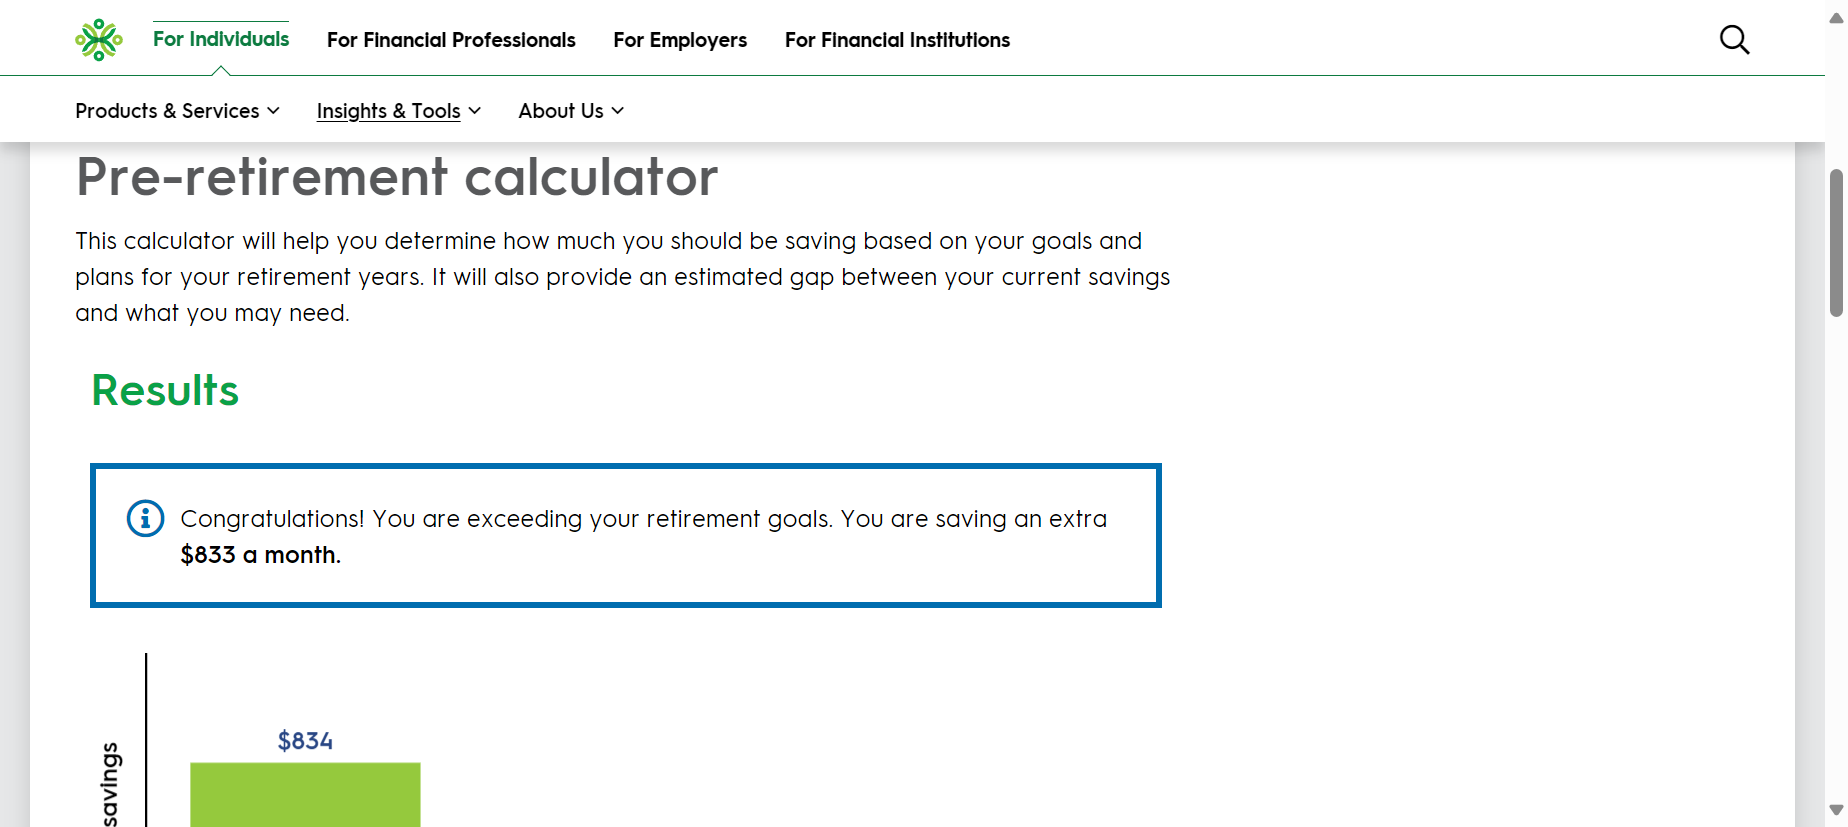 For Individuals For Financial Professionals For Employers For Financial Institutions
Products & Services Insights & Tools About Us
Pre-retirement calculator
This calculator will help you determine how much you should be saving based on your goals and
plans for your retirement years. It will also provide an estimated gap between your current savings
and what you may need.
Results
Congratulations! You are exceeding your retirement goals. You are saving an extra
$833 a month.
$834
savings